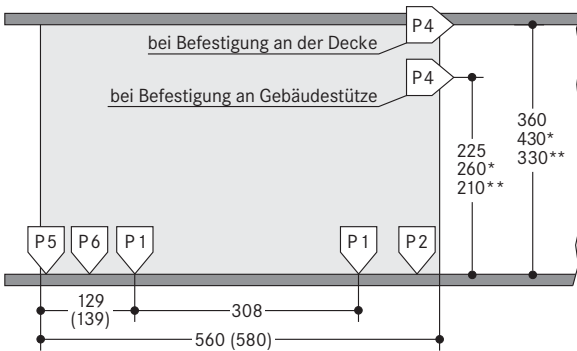 P4
bei Befestigung an der Decke
P4
bei Befestigung an Gebäudestütze
360
430*
330**
225
260*
210**
P5
P6
P1
P1
P2
129
(139)
308
560 (580)